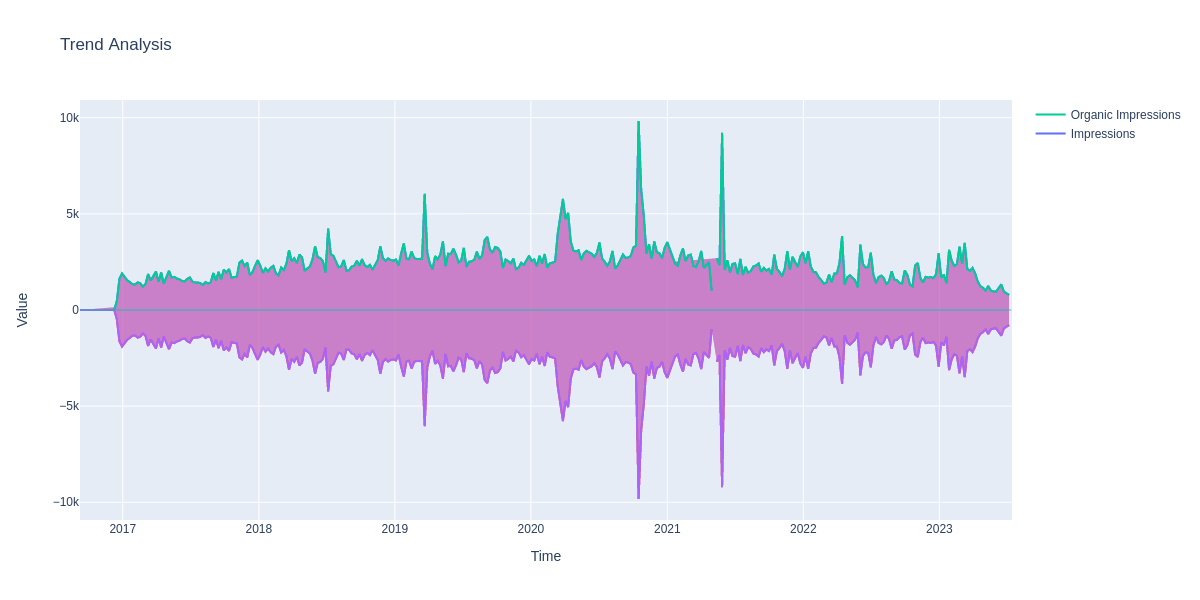 Trend Analysis
Organic Impressions
Impressions
10k
5k
0
−5k
−10k
Value
2017
2018
2019
2020
2021
2022
2023
Time